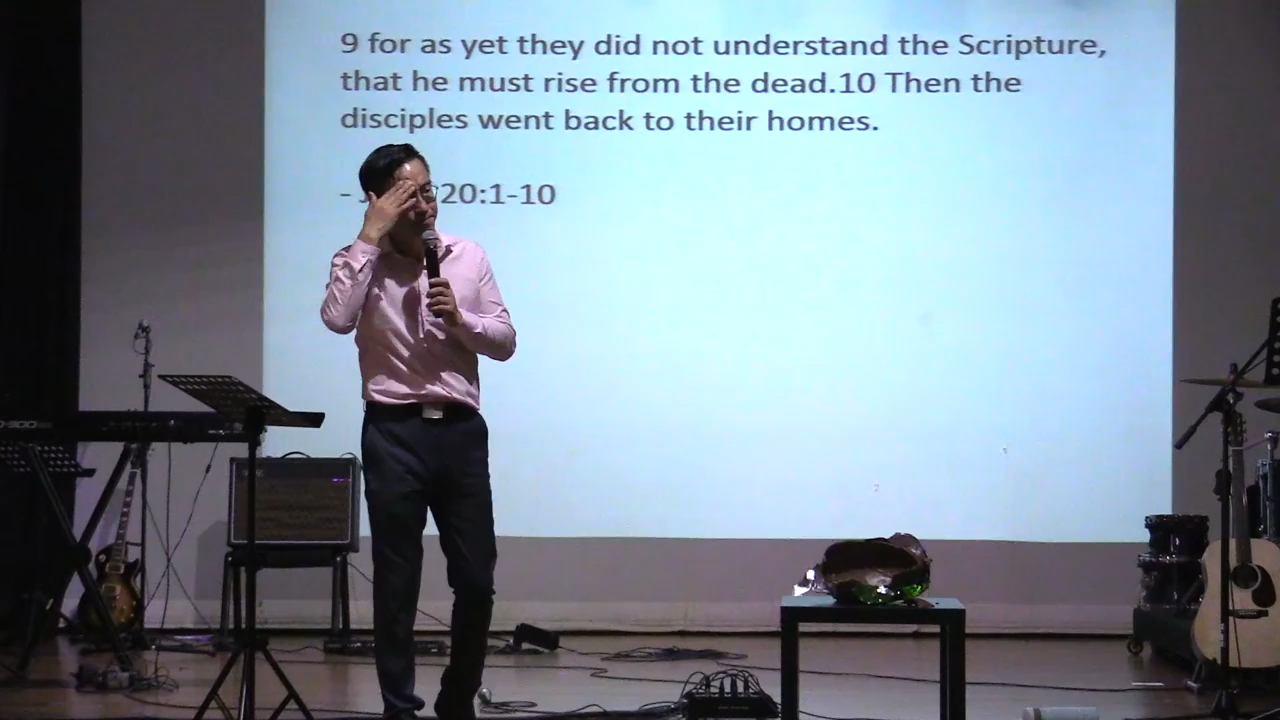 9 for as yet they did not understand the Scripture,
that he must rise from the dead.10 Then the
disciples went back to their homes.
- 20:1-10